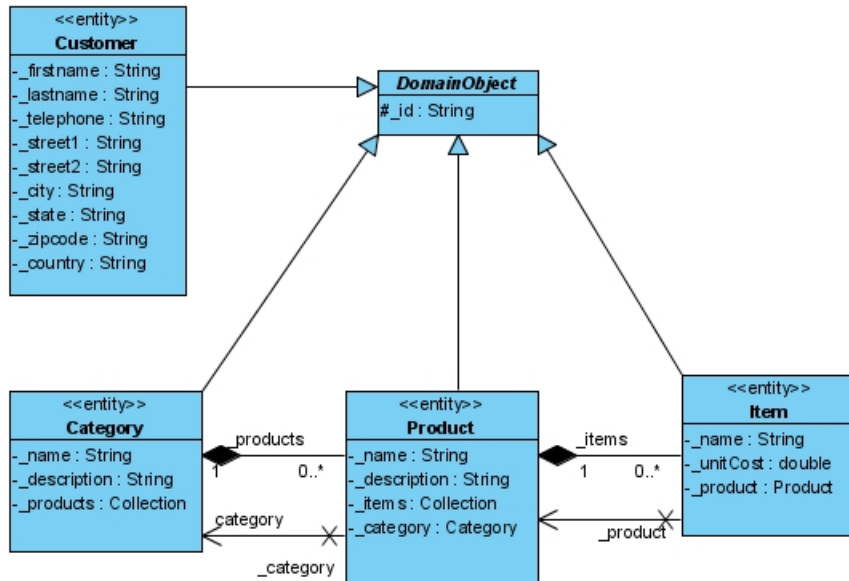 <<entity>>
Customer
-_firstname : String
-_lastname : String
-_telephone : String
-_street1 : String
-_street2 : String
-_city : String
-_state : String
-_zipcode : String
-_country : String
DomainObject
#_id : String
<<entity>>
Category
-_name : String
-_description : String
-_products : Collection
_products
1
0..*
category
_category
<<entity>>
Product
-_name : String
-_description : String
-_items : Collection
-_category : Category
_items
1
0..*
_product
<<entity>>
Item
-_name : String
-_unitCost : double
-_product : Product